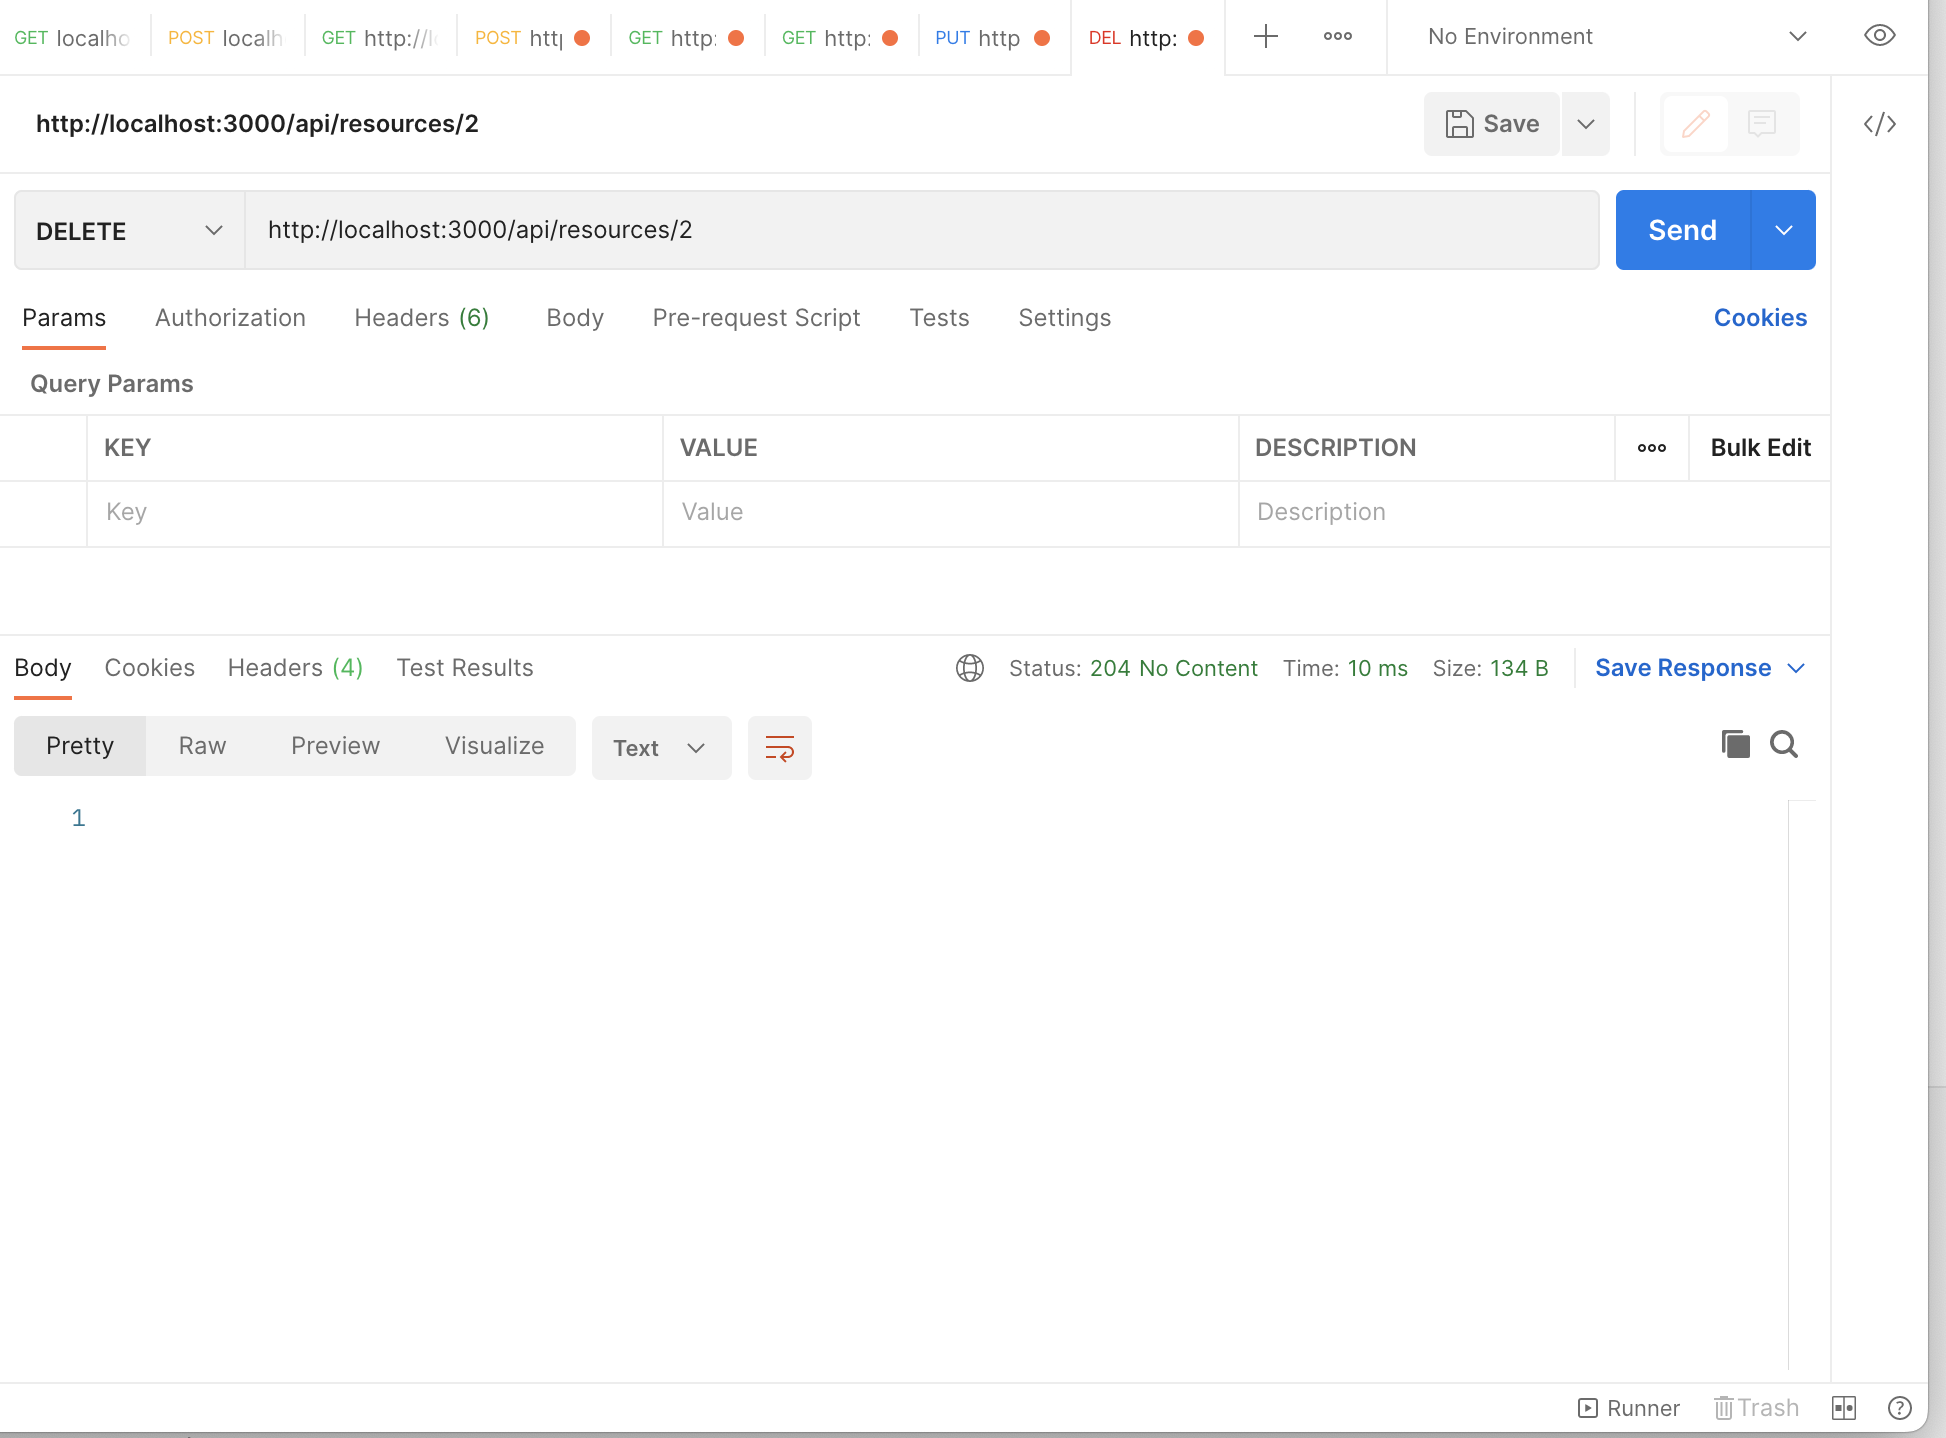 GET localho POST localh GET http://l POST htt GET http: GET http: PUT http DEL http: No Environment
http://localhost:3000/api/resources/2 Save
DELETE http://localhost:3000/api/resources/2 Send
Params Authorization Headers (6) Body Pre-request Script Tests Settings Cookies
Query Params
KEY VALUE DESCRIPTION Bulk Edit
Key Value Description
Body Cookies Headers (4) Test Results Status: 204 No Content Time: 10 ms Size: 134 B Save Response
Pretty Raw Preview Visualize Text
1
Runner Trash